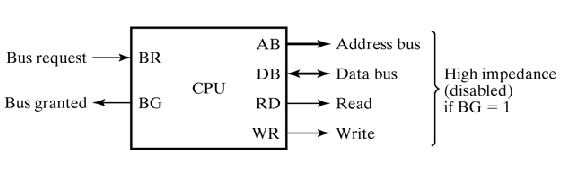 AB Address bus
Bus request BR
DB Data bus High impedance
CPU (disabled)
Bus granted BG RD Read if BG = 1
WR Write